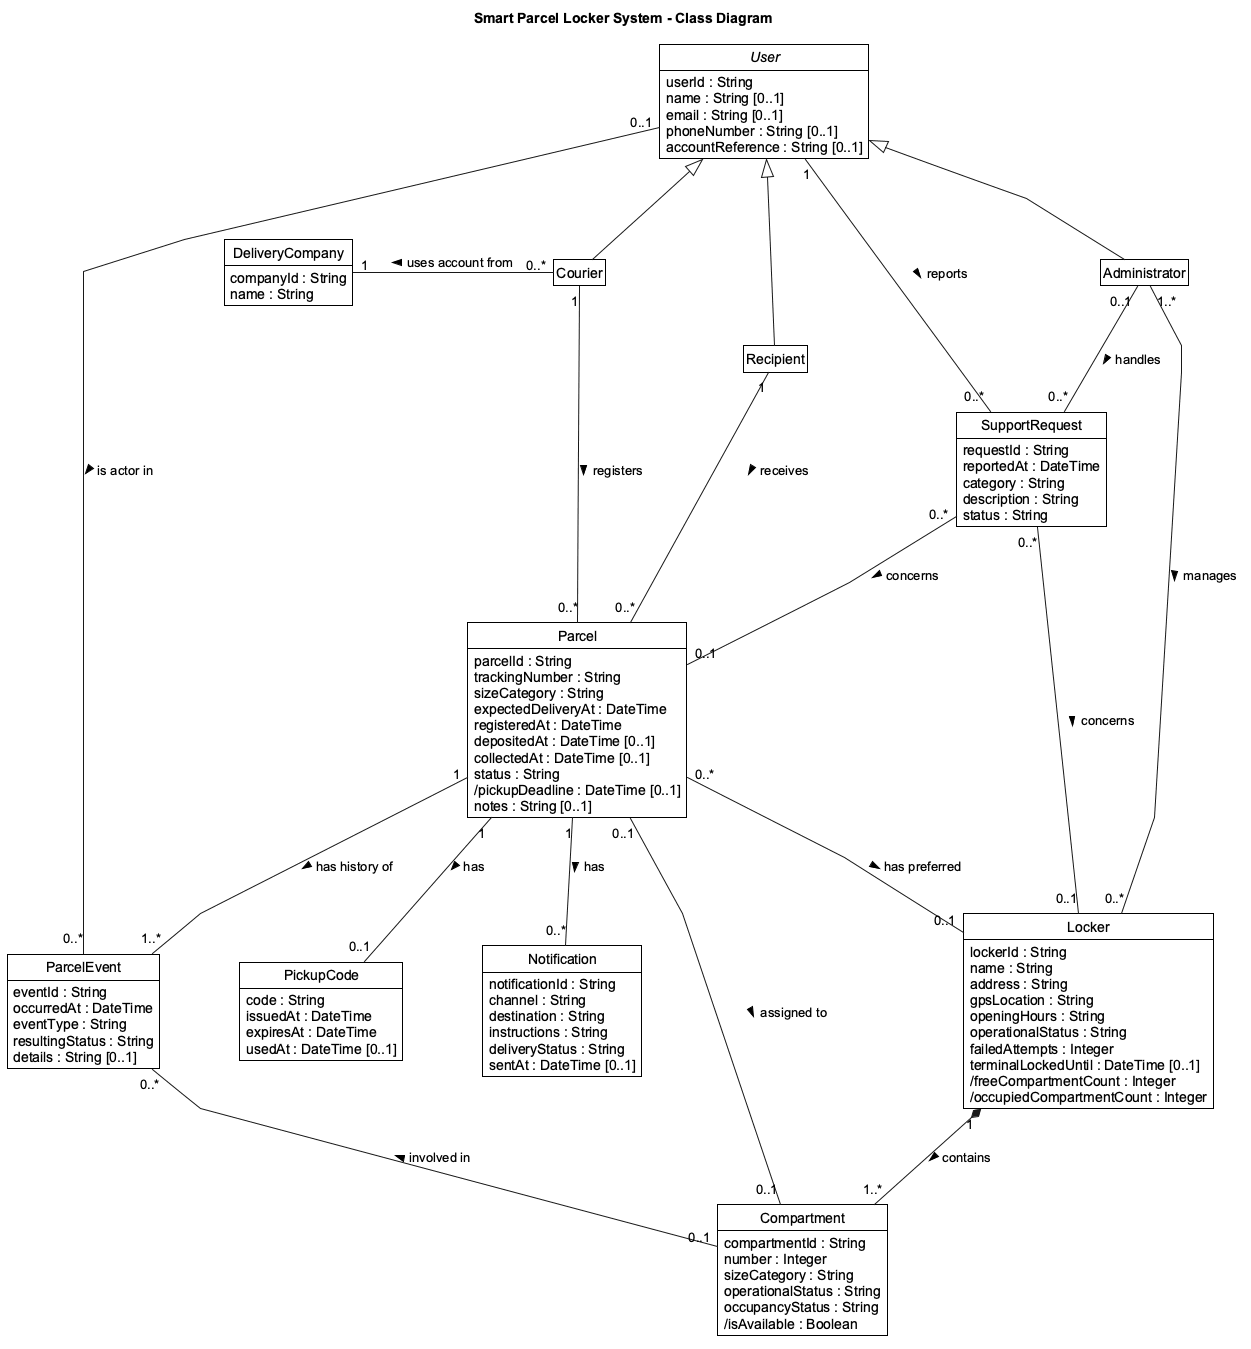 Smart Parcel Locker System - Class Diagram
User
userId : String
name : String [0..1]
email : String [0..1]
phoneNumber : String [0..1]
accountReference : String [0..1]
0..1
1
DeliveryCompany
companyId : String
name : String
1
uses account from
0..*
Courier
1
reports
Administrator
0..1
1..*
Recipient
1
handles
0..*
0..*
SupportRequest
requestId : String
reportedAt : DateTime
category : String
description : String
status : String
is actor in
registers
receives
0..*
0..*
concerns
manages
0..*
0..*
Parcel
parcelId : String
trackingNumber : String
sizeCategory : String
expectedDeliveryAt : DateTime
registeredAt : DateTime
depositedAt : DateTime [0..1]
collectedAt : DateTime [0..1]
status : String
/pickupDeadline : DateTime [0..1]
notes : String [0..1]
0..1
concerns
1
0..*
1
1
0..1
has history of
has
has
has preferred
0..1
0..*
0..1
0..*
1..*
0..1
0..*
ParcelEvent
eventId : String
occurredAt : DateTime
eventType : String
resultingStatus : String
details : String [0..1]
PickupCode
code : String
issuedAt : DateTime
expiresAt : DateTime
usedAt : DateTime [0..1]
Notification
notificationId : String
channel : String
destination : String
instructions : String
deliveryStatus : String
sentAt : DateTime [0..1]
assigned to
Locker
lockerId : String
name : String
address : String
gpsLocation : String
openingHours : String
operationalStatus : String
failedAttempts : Integer
terminalLockedUntil : DateTime [0..1]
/freeCompartmentCount : Integer
/occupiedCompartmentCount : Integer
0..*
1
involved in
contains
0..1
1..*
0..1
Compartment
compartmentId : String
number : Integer
sizeCategory : String
operationalStatus : String
occupancyStatus : String
/isAvailable : Boolean